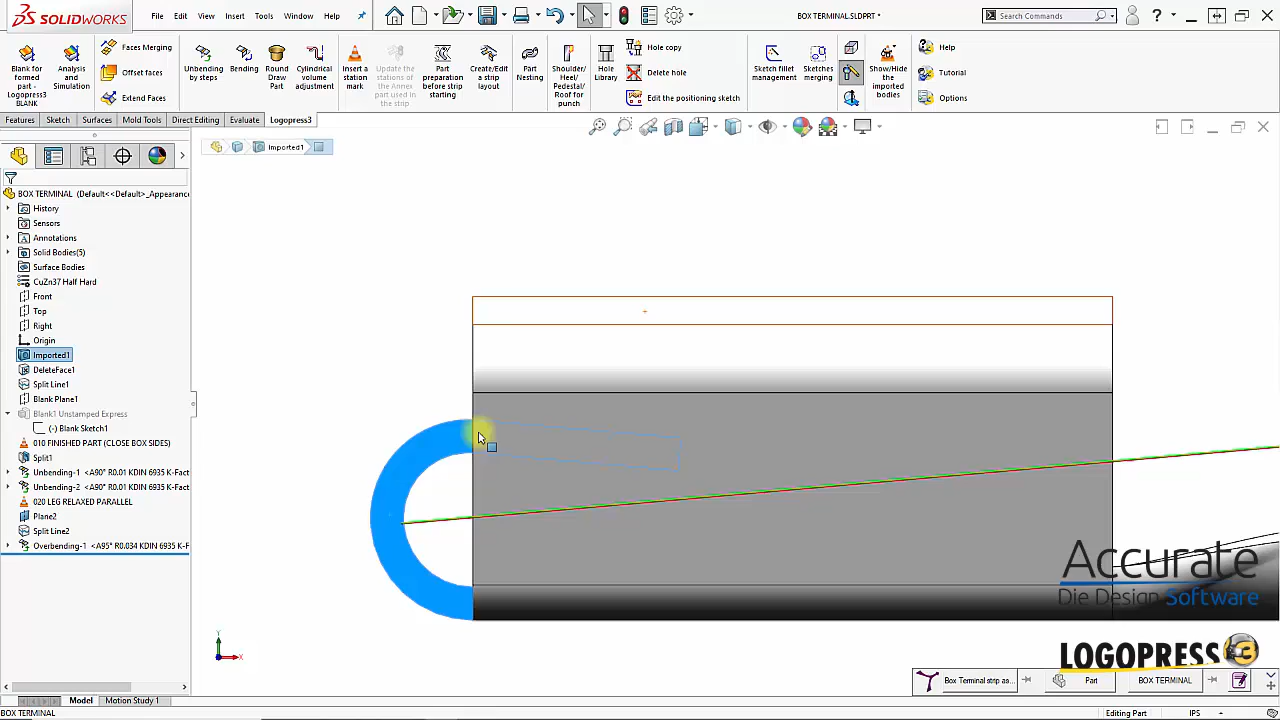 SOLIDWORKS File Edit View Insert Tools Window Help BOX TERMINAL.SLDPRT * Search Commands ?
Blank for formed part - Logopress3 BLANK
Analysis and Simulation
Faces Merging
Offset faces
Extend Faces
Unbending by steps
Bending
Round Draw Part
Cylindrical volume adjustment
Insert a station mark
Update the stations of the Annex part used in the strip
Part preparation before strip starting
Create/Edit a strip layout
Part Nesting
Shoulder/ Heel/ Pedestal/ Roof for punch
Hole Library
Hole copy
Delete hole
Edit the positioning sketch
Sketch fillet management
Sketches merging
Show/Hide the imported bodies
Help
Tutorial
Options
Features Sketch Surfaces Mold Tools Direct Editing Evaluate Logopress3
Imported1
BOX TERMINAL (Default<<Default>_Appearance
History
Sensors
Annotations
Solid Bodies(5)
Surface Bodies
CuZn37 Half Hard
Front
Top
Right
Origin
Imported1
DeleteFace1
Split Line1
Blank Plane1
Blank1 Unstamped Express
(-) Blank Sketch1
010 FINISHED PART (CLOSE BOX SIDES)
Split1
Unbending-1 <A90° R0.01 KDIN 6935 K-Fact
Unbending-2 <A90° R0.01 KDIN 6935 K-Fact
020 LEG RELAXED PARALLEL
Plane2
Split Line2
Overbending-1 <A95° R0.034 KDIN 6935 K-F
Accurate
Die Design Software
LOGOPRESS3
Y
X
Box Terminal strip as... Part BOX TERMINAL
Model Motion Study 1
BOX TERMINAL Editing Part IPS